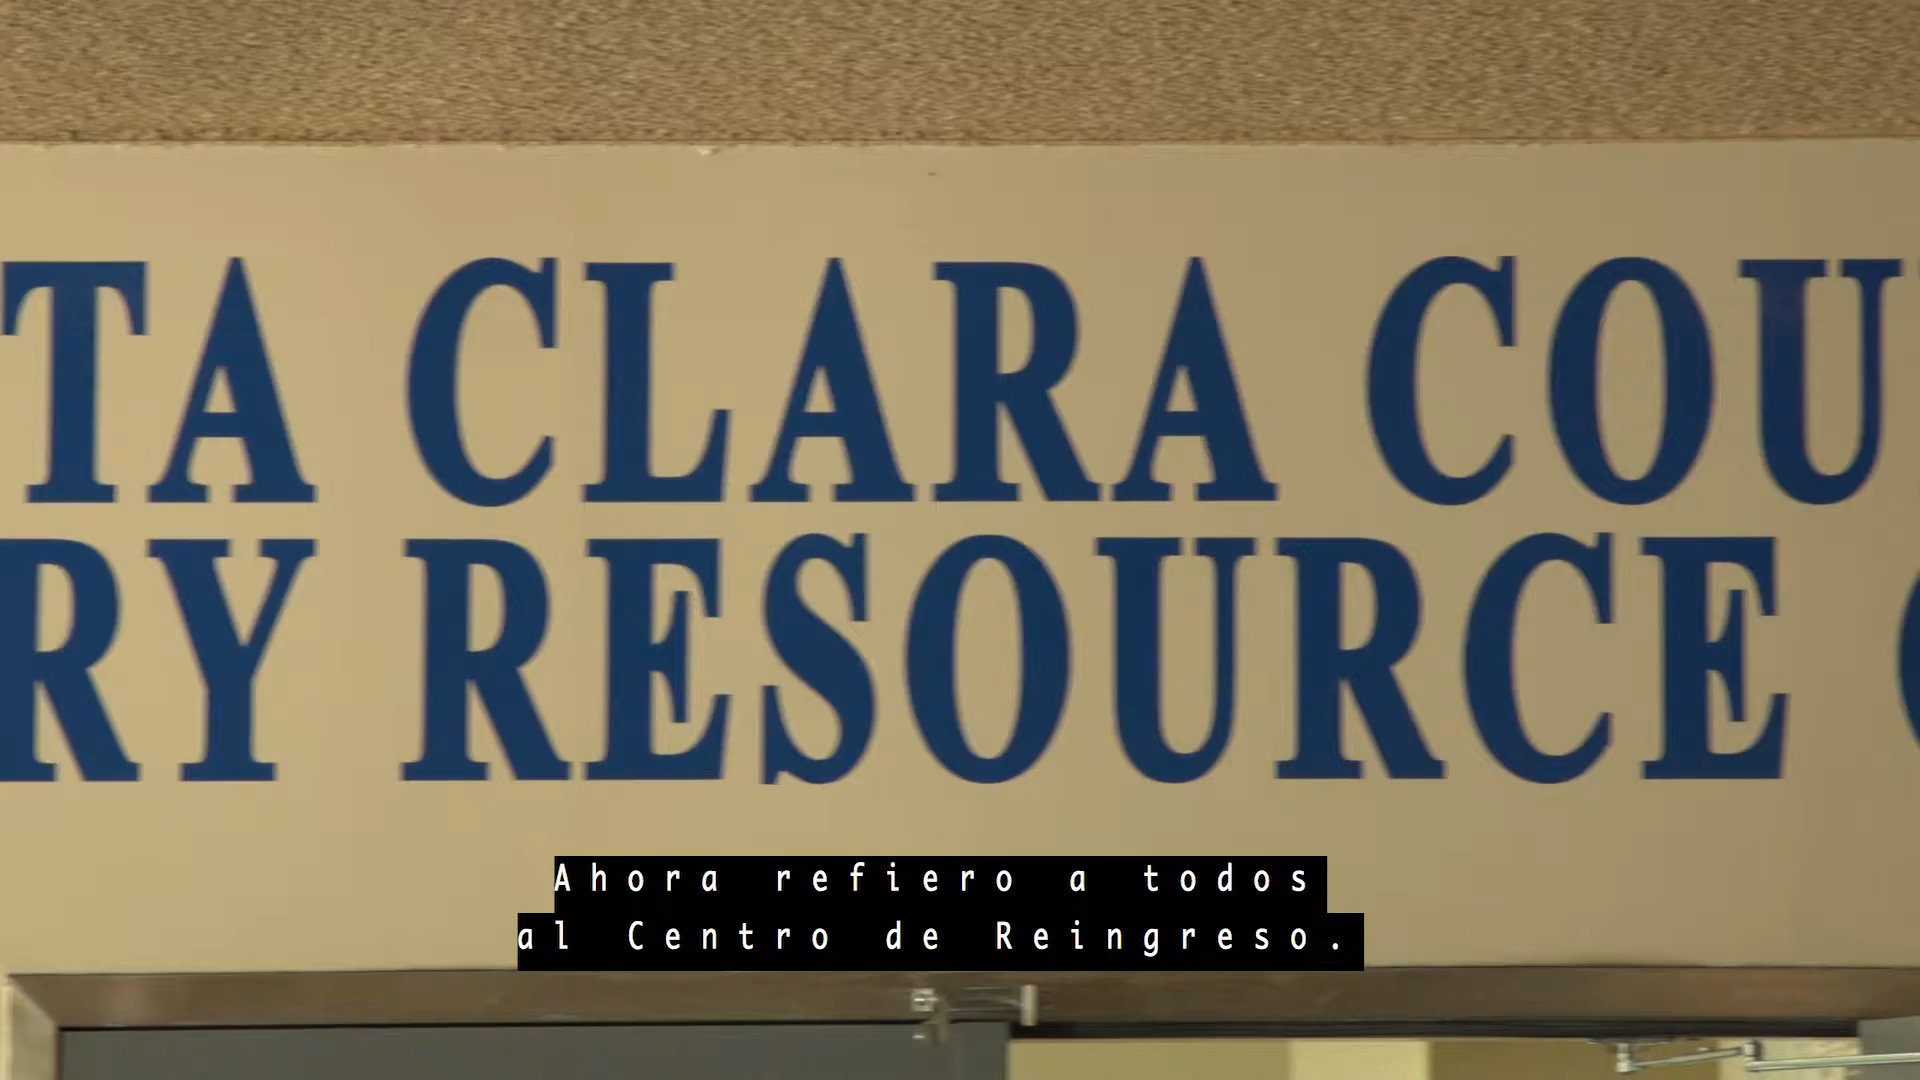 TA CLARA COU
RY RESOURCE
Ahora refiero a todos
al Centro de Reingreso.